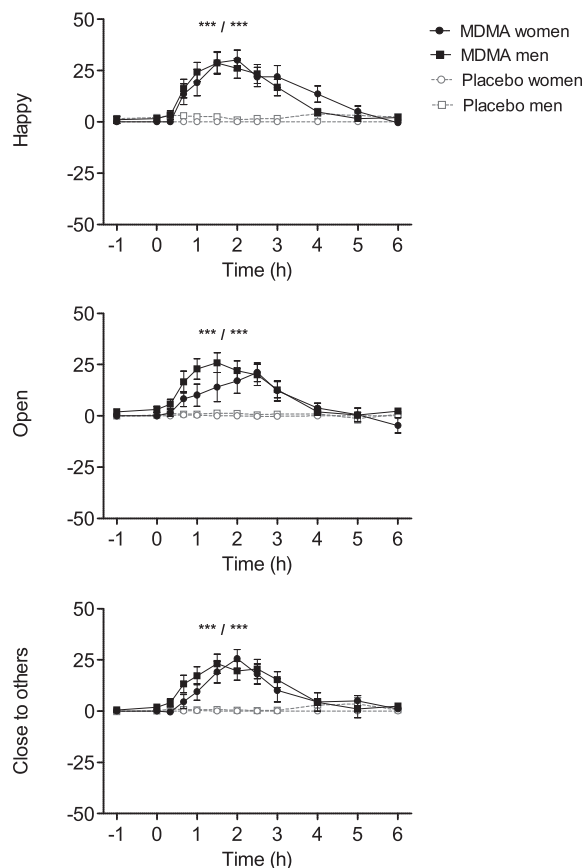 *** / ***
MDMA women
MDMA men
Placebo women
Placebo men
Happy
50
25
0
-25
-50
-1 0 1 2 3 4 5 6
Time (h)
*** / ***
Open
50
25
0
-25
-50
-1 0 1 2 3 4 5 6
Time (h)
*** / ***
Close to others
50
25
0
-25
-50
-1 0 1 2 3 4 5 6
Time (h)